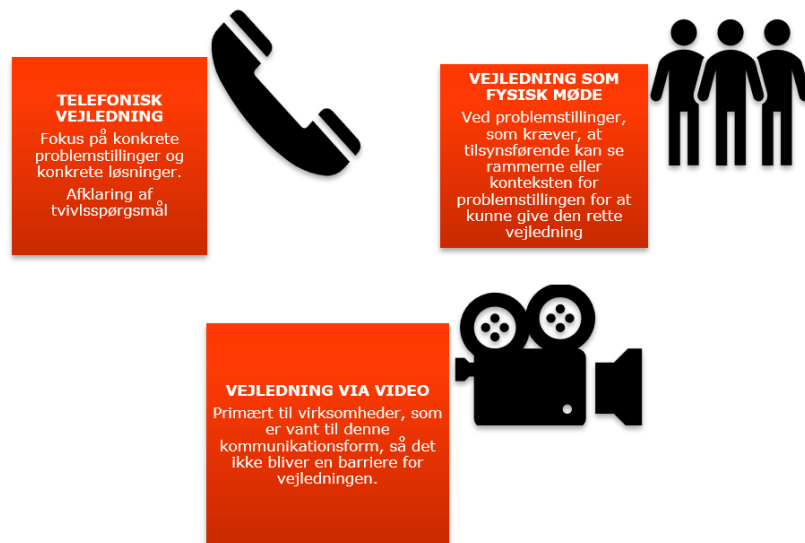 TELEFONISK
VEJLEDNING
Fokus på konkrete
problemstillinger og
konkrete løsninger.
Afklaring af
tvivlsspørgsmål
VEJLEDNING SOM
FYSISK MØDE
Ved problemstillinger,
som kræver, at
tilsynsførende kan se
rammerne eller
konteksten for
problemstillingen for at
kunne give den rette
vejledning
VEJLEDNING VIA VIDEO
Primært til virksomheder, som
er vant til denne
kommunikationsform, så det
ikke bliver en barriere for
vejledningen.